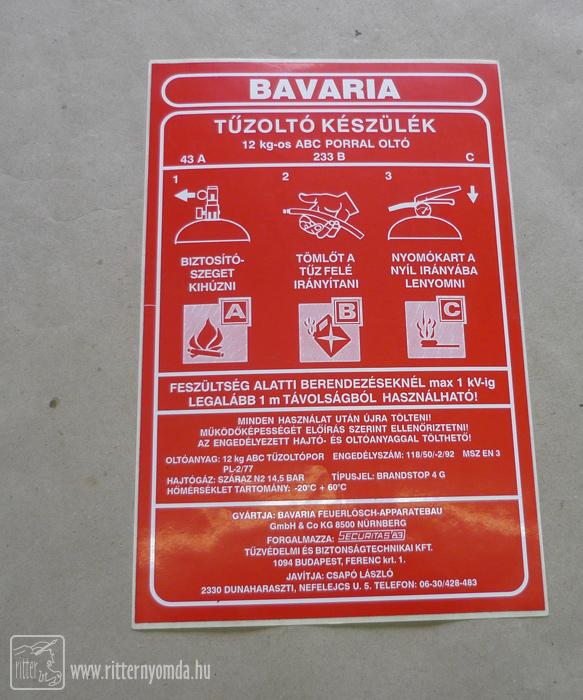 BAVARIA
TŰZOLTÓ KÉSZÜLÉK
12 kg-os ABC PORRAL OLTÓ
43 A 233 B C
1 2 3
BIZTOSÍTÓ-
SZEGET
KIHÚZNI
TÖMLŐT A
TŰZ FELÉ
IRÁNYÍTANI
NYOMÓKART A
NYÍL IRÁNYÁBA
LENYOMNI
A B C
FESZÜLTSÉG ALATTI BERENDEZÉSEKNÉL max 1 kV-ig
LEGALÁBB 1 m TÁVOLSÁGBÓL HASZNÁLHATÓ!
MINDEN HASZNÁLAT UTÁN ÚJRA TÖLTENI!
MŰKÖDŐKÉPESSÉGÉT ELŐÍRÁS SZERINT ELLENŐRIZTETNI!
AZ ENGEDÉLYEZETT HAJTÓ- ÉS OLTÓANYAGGAL TÖLTHETŐ!
OLTÓANYAG: 12 kg ABC TŰZOLTÓPOR ENGEDÉLYSZÁM: 118/50/-2/92 MSZ EN 3
PL-2/77
HAJTÓGÁZ: SZÁRAZ N2 14,5 BAR TÍPUSJEL: BRANDSTOP 4 G
HŐMÉRSÉKLET TARTOMÁNY: -20°C + 60°C
GYÁRTJA: BAVARIA FEUERLÖSCH-APPARATEBAU
GmbH & Co KG 8500 NÜRNBERG
FORGALMAZZA: SECURITAS '83
TŰZVÉDELMI ÉS BIZTONSÁGTECHNIKAI KFT.
1094 BUDAPEST, FERENC krt. 1.
JAVÍTJA: CSAPÓ LÁSZLÓ
2330 DUNAHARASZTI, NEFELEJCS U. 5. TELEFON: 06-30/428-483
ritter www.ritternyomda.hu